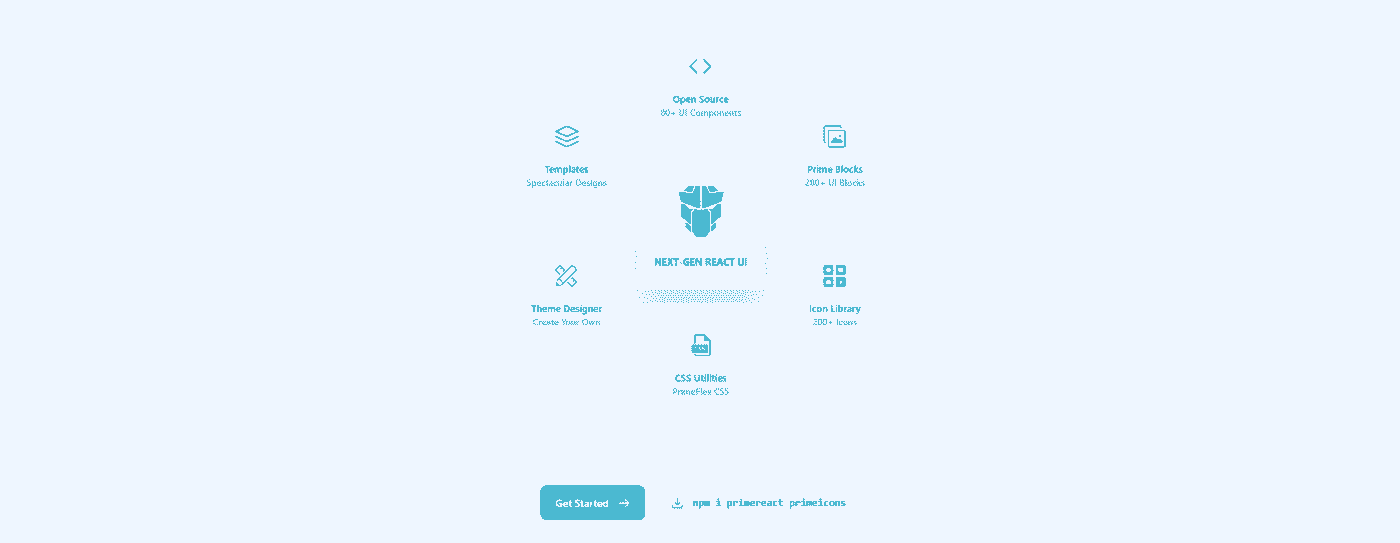 Open Source
80+ UI Components
Templates
Spectacular Designs
Prime Blocks
200+ UI Blocks
NEXT-GEN REACT UI
Theme Designer
Create Your Own
Icon Library
300+ Icons
CSS Utilities
PrimeFlex CSS
Get Started
npm i primereact primeicons